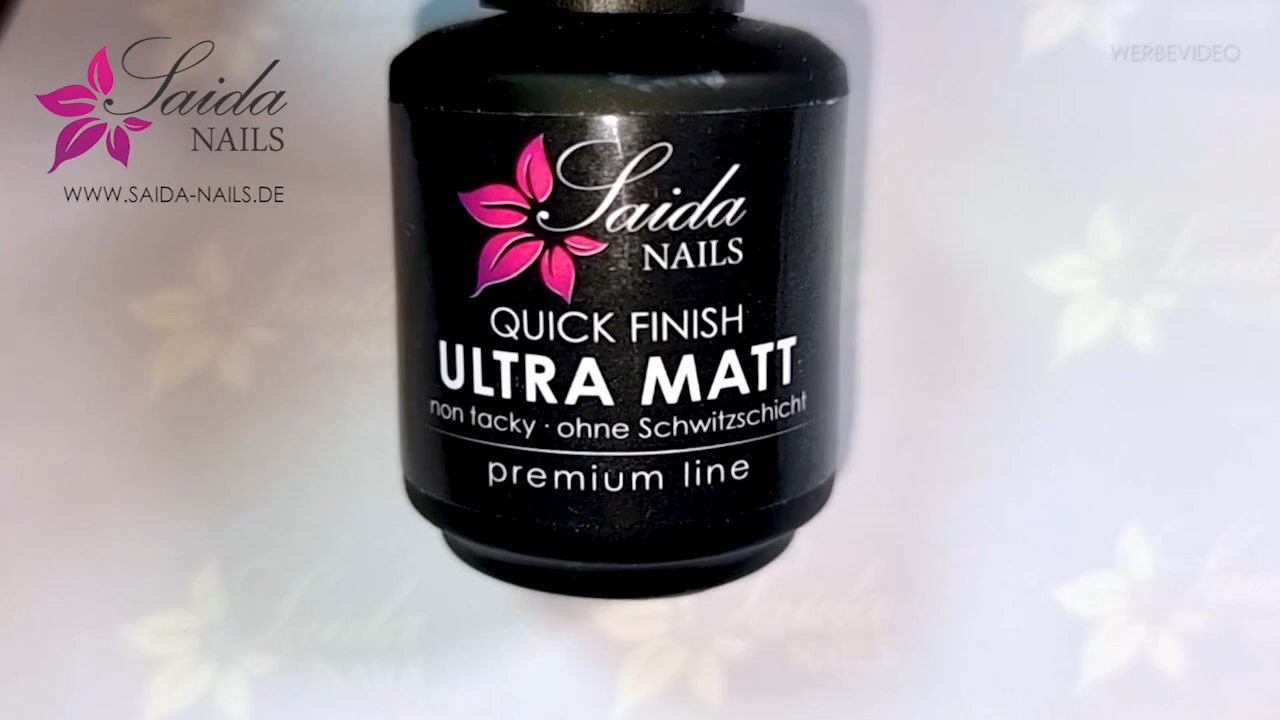 Saida
NAILS
WWW.SAIDA-NAILS.DE
WERBEVIDEO
Saida
NAILS
QUICK FINISH
ULTRA MATT
non tacky · ohne Schwitzschicht
premium line